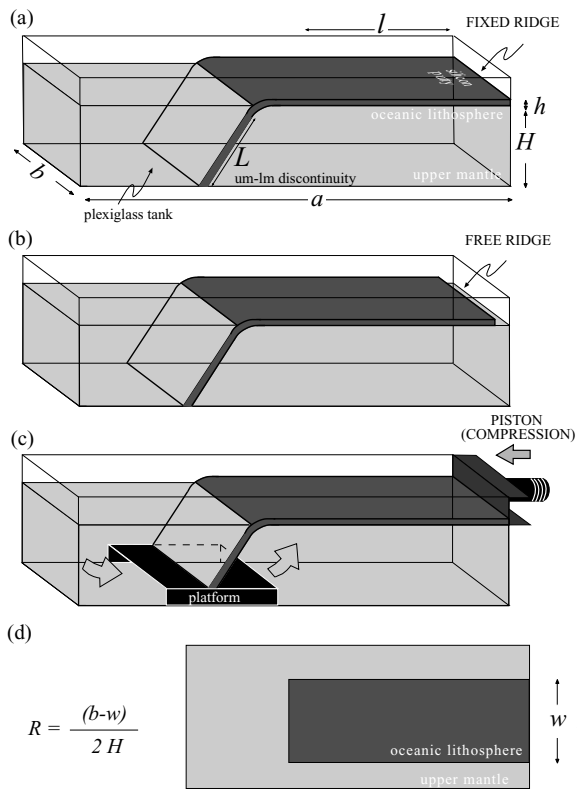 (a)
l
FIXED RIDGE
silicon
putty
oceanic lithosphere
h
H
L
um-lm discontinuity
upper mantle
b
plexiglass tank
a
(b)
FREE RIDGE
(c)
PISTON
(COMPRESSION)
platform
(d)
R = (b-w) / 2 H
w
oceanic lithosphere
upper mantle